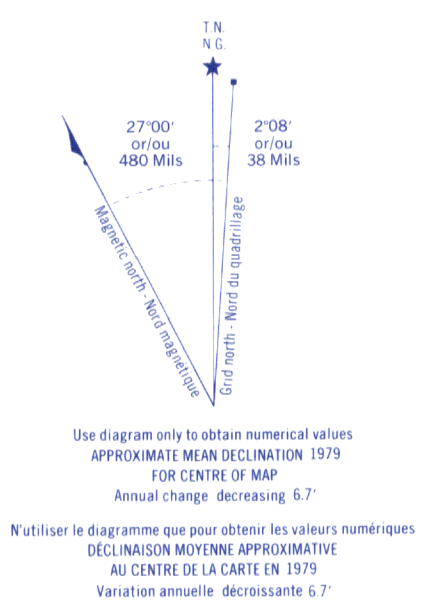 T.N.
N G.
27°00′
or/ou
480 Mils
2°08′
or/ou
38 Mils
Magnetic north - Nord magnétique
Grid north - Nord du quadrillage
Use diagram only to obtain numerical values
APPROXIMATE MEAN DECLINATION 1979
FOR CENTRE OF MAP
Annual change decreasing 6.7′
N'utiliser le diagramme que pour obtenir les valeurs numériques
DÉCLINAISON MOYENNE APPROXIMATIVE
AU CENTRE DE LA CARTE EN 1979
Variation annuelle décroissante 6.7′